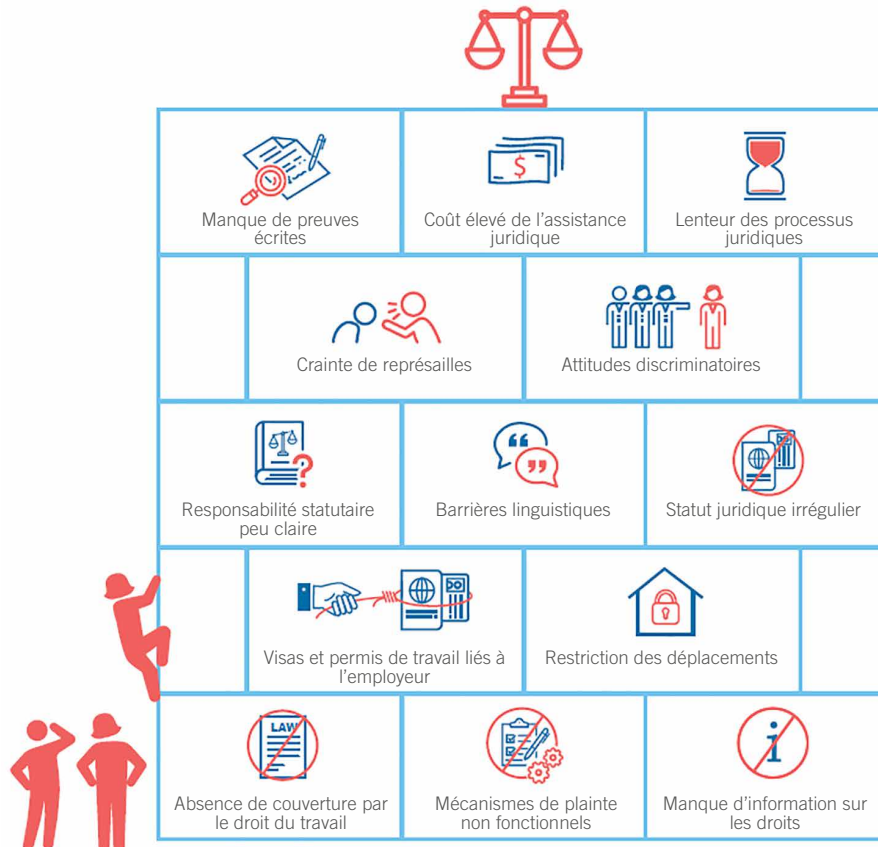 $
Manque de preuves
écrites
Coût élevé de l'assistance
juridique
Lenteur des processus
juridiques
Crainte de représailles
Attitudes discriminatoires
?
“ ”
Responsabilité statutaire
peu claire
Barrières linguistiques
Statut juridique irrégulier
Visas et permis de travail liés à
l'employeur
Restriction des déplacements
LAW
i
Absence de couverture par
le droit du travail
Mécanismes de plainte
non fonctionnels
Manque d'information sur
les droits